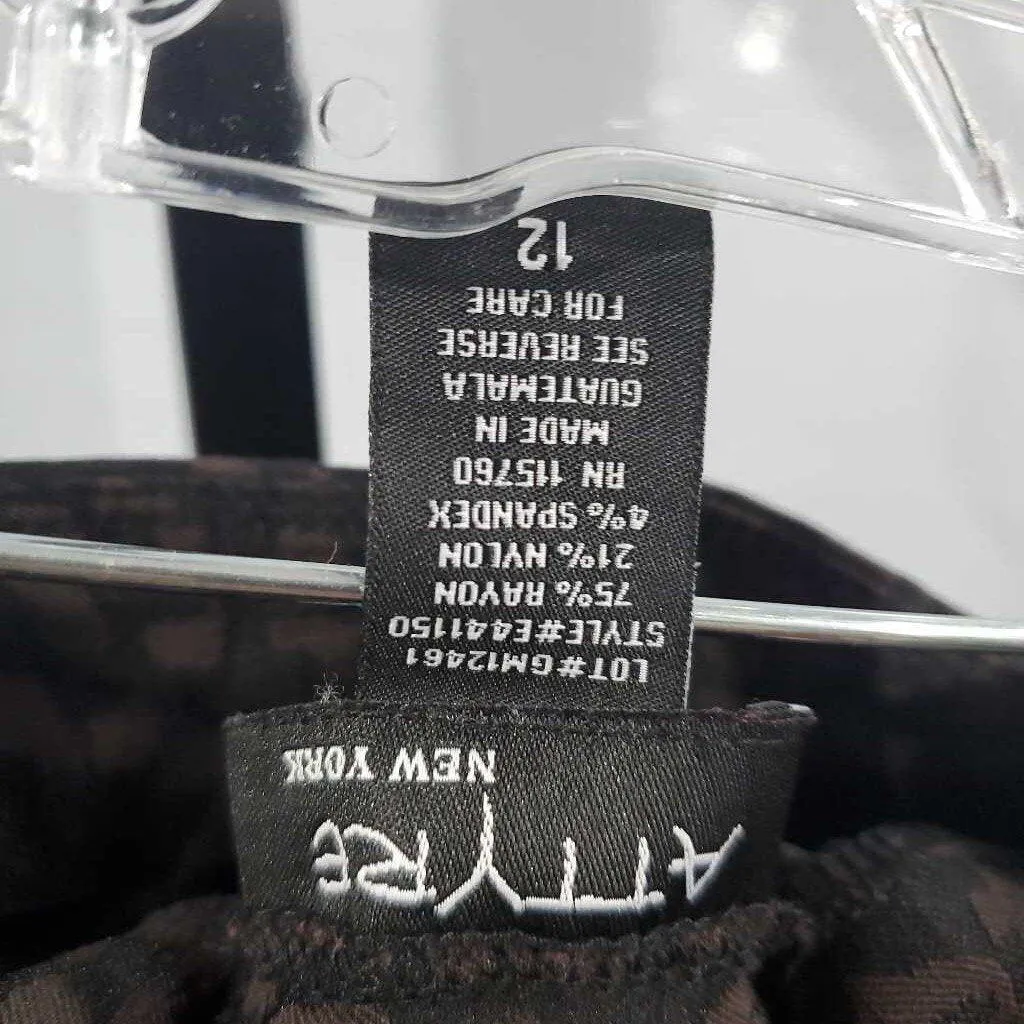 ATTYRE
NEW YORK
LOT#GM12461
STYLE#E441150
75% RAYON
21% NYLON
4% SPANDEX
RN 115760
MADE IN
GUATEMALA
SEE REVERSE
FOR CARE
12